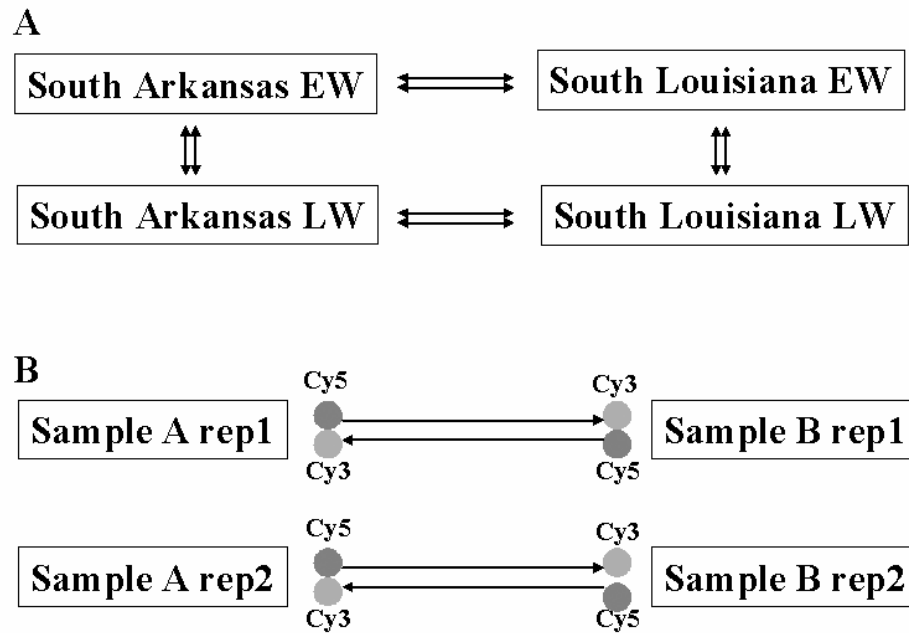 A
South Arkansas EW
South Louisiana EW
South Arkansas LW
South Louisiana LW
B
Cy5
Cy3
Sample A rep1
Sample B rep1
Cy3
Cy5
Cy5
Cy3
Sample A rep2
Sample B rep2
Cy3
Cy5